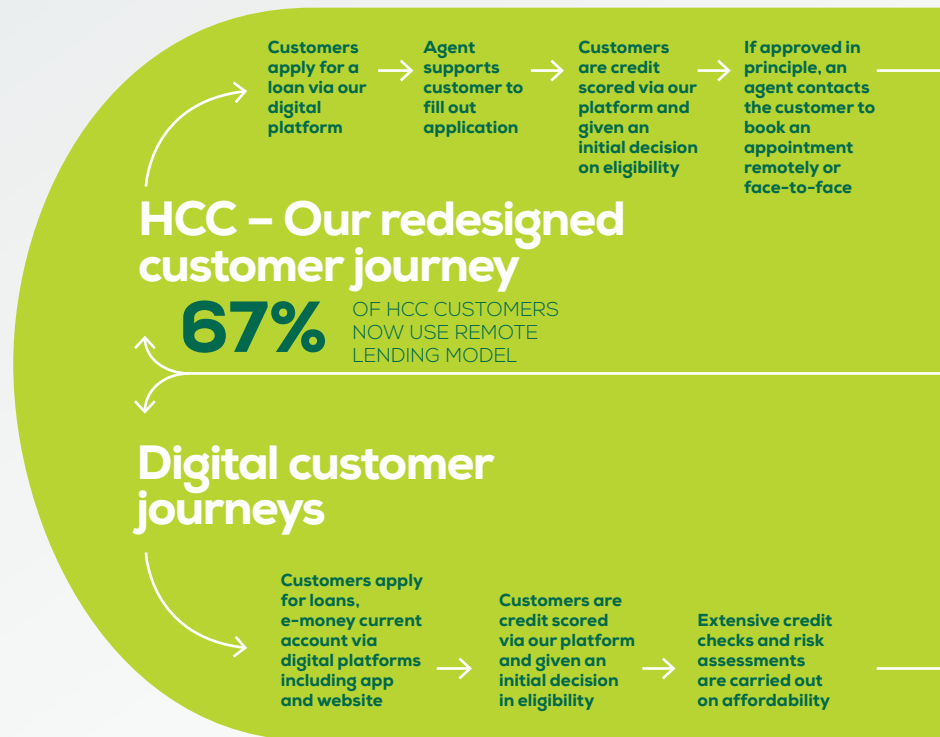 Customers
apply for a
loan via our
digital
platform
Agent
supports
customer to
fill out
application
Customers
are credit
scored via our
platform and
given an
initial decision
on eligibility
If approved in
principle, an
agent contacts
the customer to
book an
appointment
remotely or
face-to-face
HCC – Our redesigned
customer journey
67%
OF HCC CUSTOMERS
NOW USE REMOTE
LENDING MODEL
Digital customer
journeys
Customers apply
for loans,
e-money current
account via
digital platforms
including app
and website
Customers are
credit scored
via our platform
and given an
initial decision
in eligibility
Extensive credit
checks and risk
assessments
are carried out
on affordability